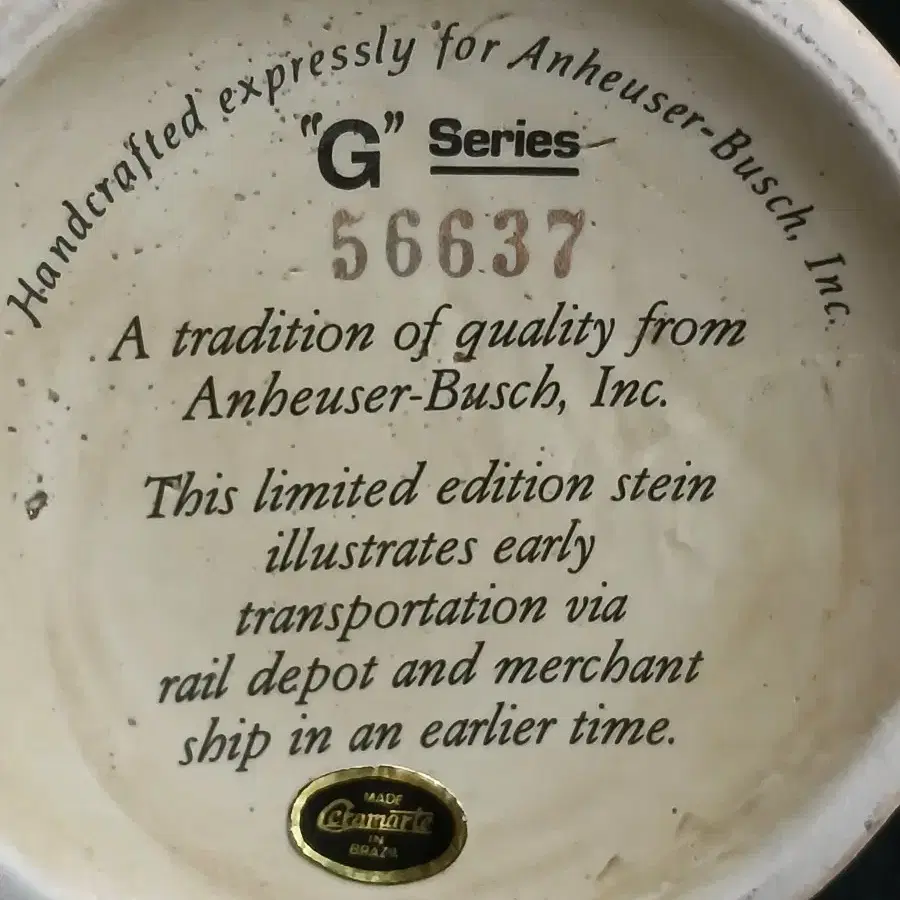 Handcrafted expressly for Anheuser-Busch, Inc.
"G" Series
56637
A tradition of quality from
Anheuser-Busch, Inc.
This limited edition stein
illustrates early
transportation via
rail depot and merchant
ship in an earlier time.
MADE
Ceramarte
IN
BRAZIL